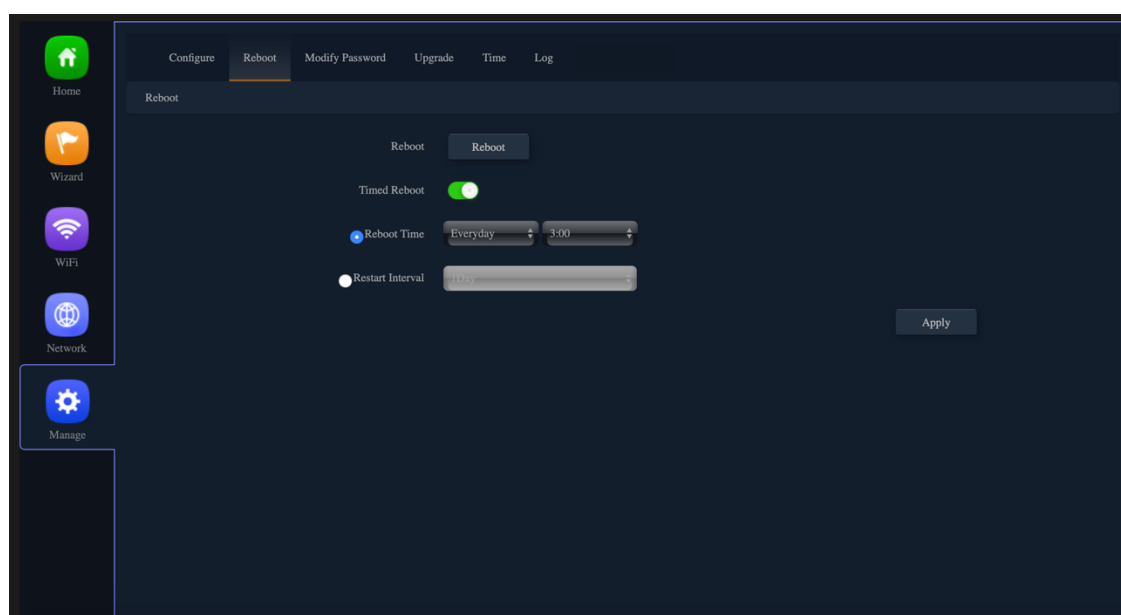 Configure Reboot Modify Password Upgrade Time Log
Home
Reboot
Reboot Reboot
Wizard
Timed Reboot
Reboot Time Everyday 3:00
WiFi
Restart Interval 1Day
Apply
Network
Manage